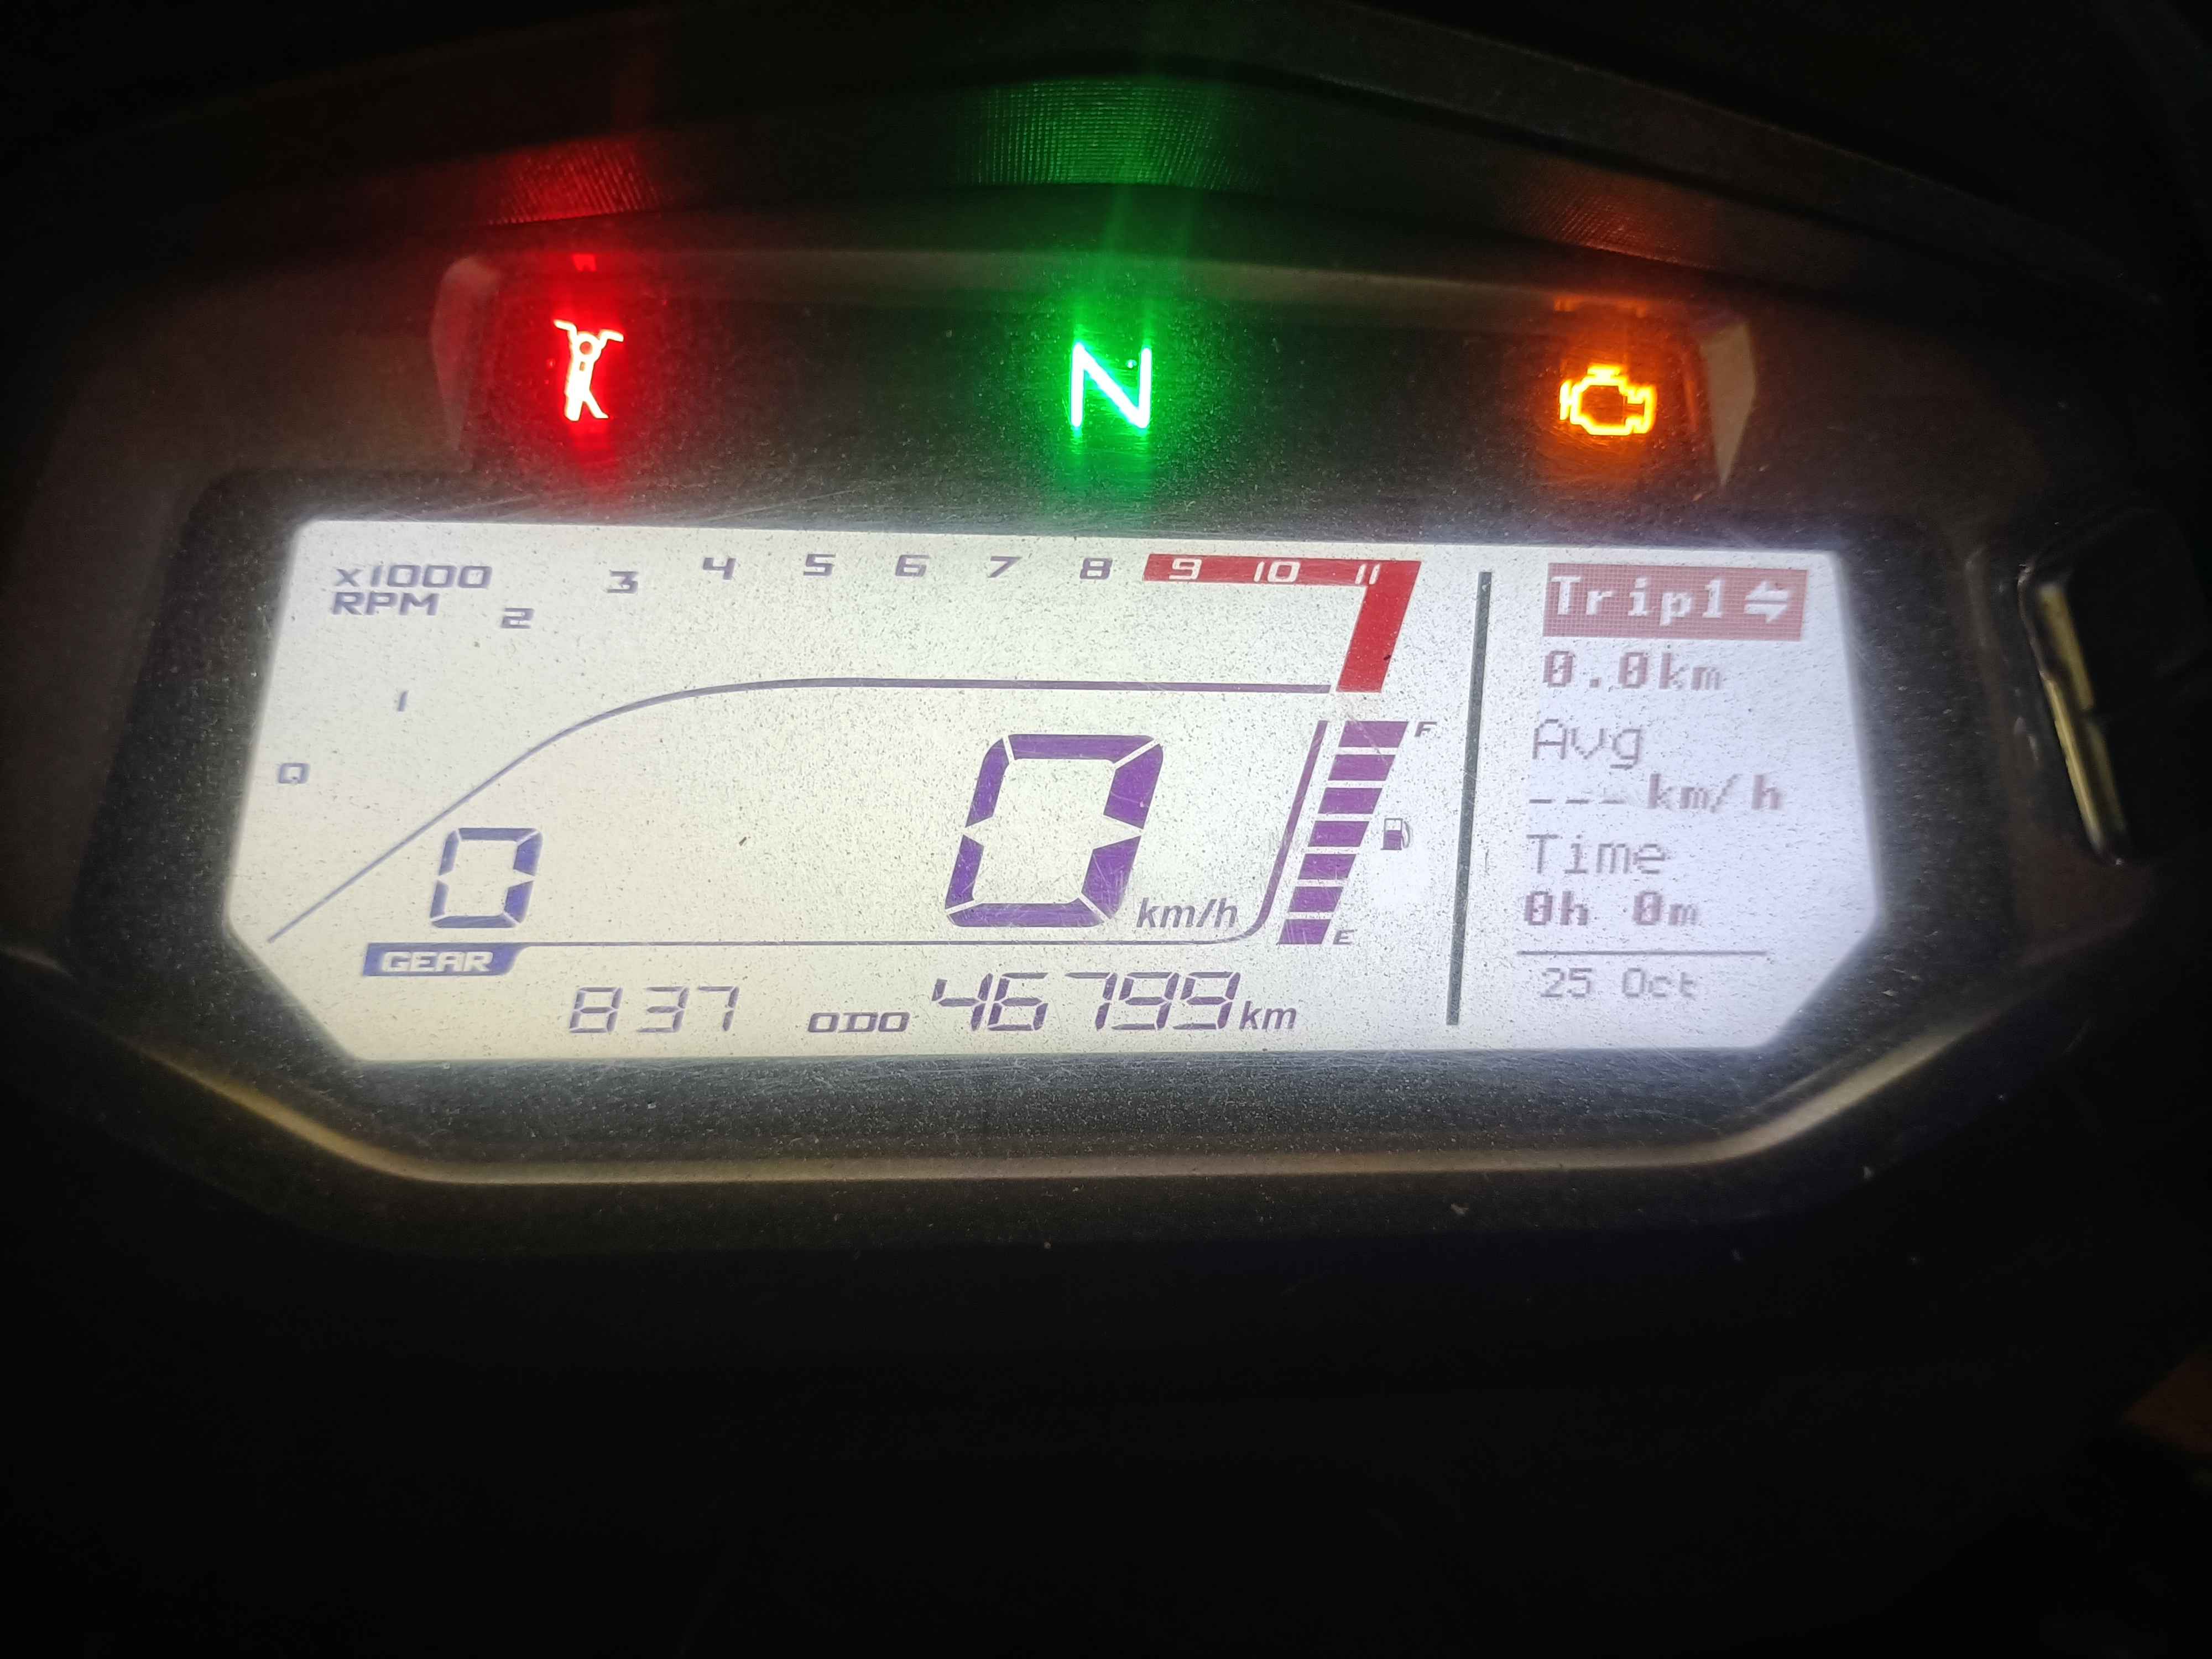 N
x1000
RPM
0 1 2 3 4 5 6 7 8 9 10 11
Trip1
0.0km
Avg
---km/h
Time
0h 0m
25 Oct
F
E
0
GEAR
0 km/h
837
ODO 46799km